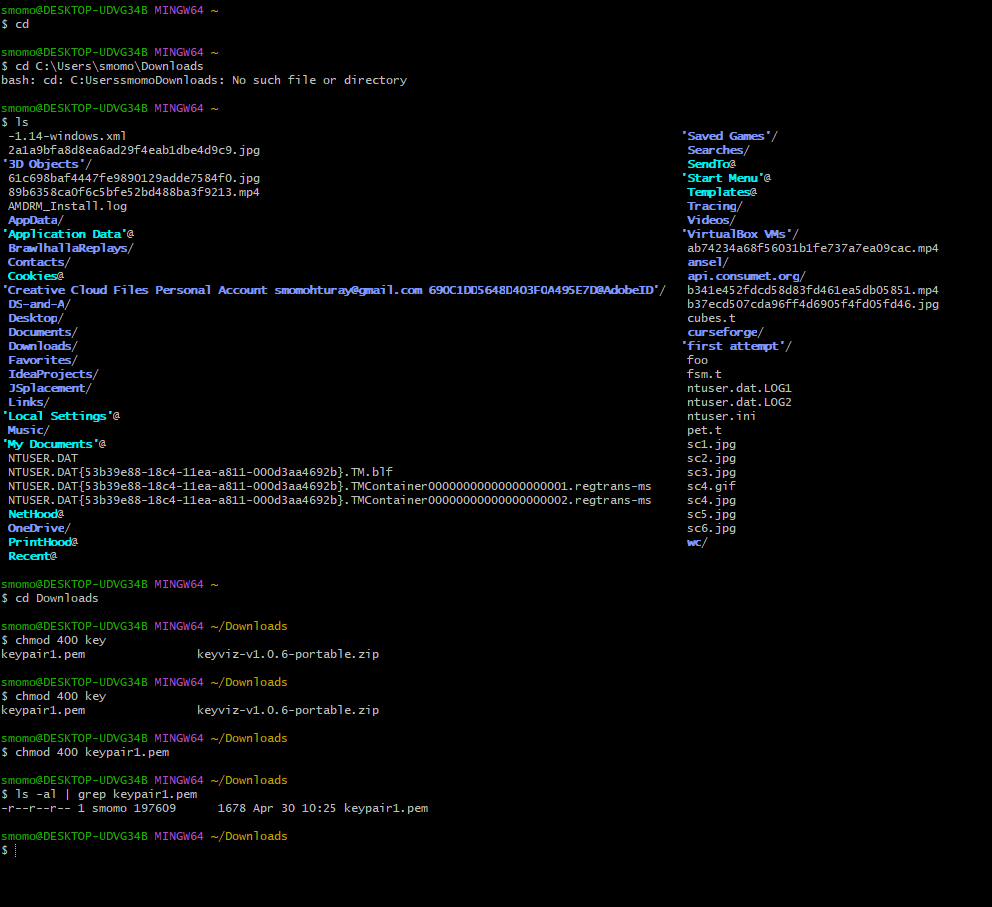 smomo@DESKTOP-UDVG34B MINGW64 ~
$ cd
smomo@DESKTOP-UDVG34B MINGW64 ~
$ cd C:\Users\smomo\Downloads
bash: cd: C:UserssmomoDownloads: No such file or directory
smomo@DESKTOP-UDVG34B MINGW64 ~
$ ls
-1.14-windows.xml 'Saved Games'/
2a1a9bfa8d8ea6ad29f4eab1dbe4d9c9.jpg Searches/
'3D Objects'/ SendTo@
61c698baf4447fe9890129adde7584f0.jpg 'Start Menu'@
89b6358ca0f6c5bfe52bd488ba3f9213.mp4 Templates@
AMDRM_Install.log Tracing/
AppData/ Videos/
'Application Data'@ 'VirtualBox VMs'/
BrawlhallaReplays/ ab74234a68f56031b1fe737a7ea09cac.mp4
Contacts/ ansel/
Cookies@ api.consumet.org/
'Creative Cloud Files Personal Account smomohturay@gmail.com 690C1DD5648D403F0A495E7D@AdobeID'/ b341e452fdcd58d83fd461ea5db05851.mp4
DS-and-A/ b37ecd507cda96ff4d6905f4fd05fd46.jpg
Desktop/ cubes.t
Documents/ curseforge/
Downloads/ 'first attempt'/
Favorites/ foo
IdeaProjects/ fsm.t
JSplacement/ ntuser.dat.LOG1
Links/ ntuser.dat.LOG2
'Local Settings'@ ntuser.ini
Music/ pet.t
'My Documents'@ sc1.jpg
NTUSER.DAT sc2.jpg
NTUSER.DAT{53b39e88-18c4-11ea-a811-000d3aa4692b}.TM.blf sc3.jpg
NTUSER.DAT{53b39e88-18c4-11ea-a811-000d3aa4692b}.TMContainer00000000000000000001.regtrans-ms sc4.gif
NTUSER.DAT{53b39e88-18c4-11ea-a811-000d3aa4692b}.TMContainer00000000000000000002.regtrans-ms sc4.jpg
NetHood@ sc5.jpg
OneDrive/ sc6.jpg
PrintHood@ wc/
Recent@
smomo@DESKTOP-UDVG34B MINGW64 ~
$ cd Downloads
smomo@DESKTOP-UDVG34B MINGW64 ~/Downloads
$ chmod 400 key
keypair1.pem keyviz-v1.0.6-portable.zip
smomo@DESKTOP-UDVG34B MINGW64 ~/Downloads
$ chmod 400 key
keypair1.pem keyviz-v1.0.6-portable.zip
smomo@DESKTOP-UDVG34B MINGW64 ~/Downloads
$ chmod 400 keypair1.pem
smomo@DESKTOP-UDVG34B MINGW64 ~/Downloads
$ ls -al | grep keypair1.pem
-r--r--r-- 1 smomo 197609 1678 Apr 30 10:25 keypair1.pem
smomo@DESKTOP-UDVG34B MINGW64 ~/Downloads
$